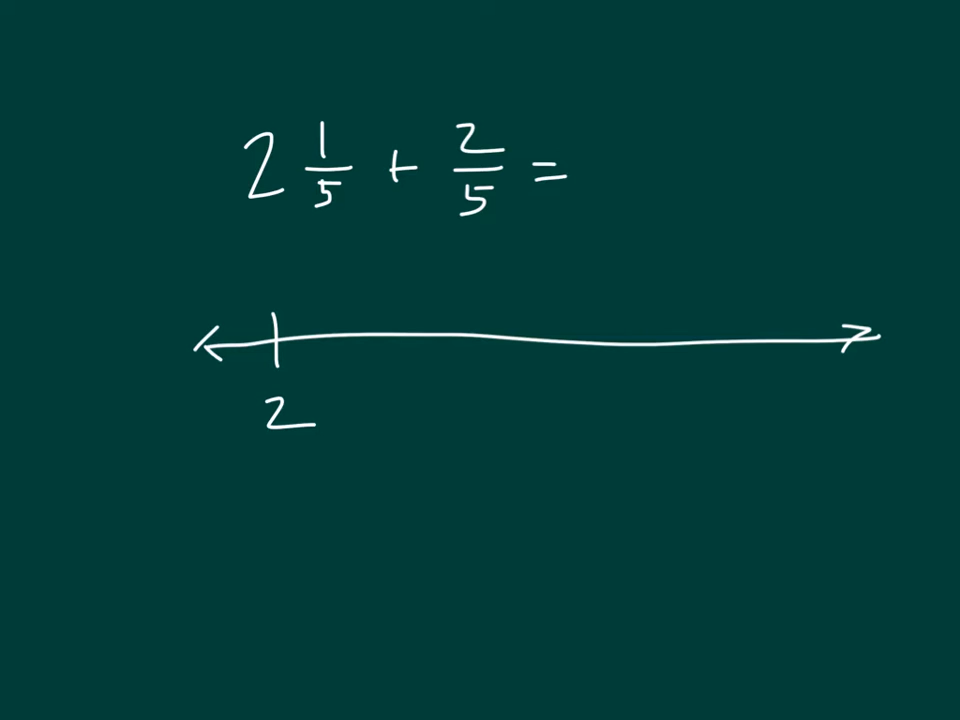 2 1/5 + 2/5 =
2